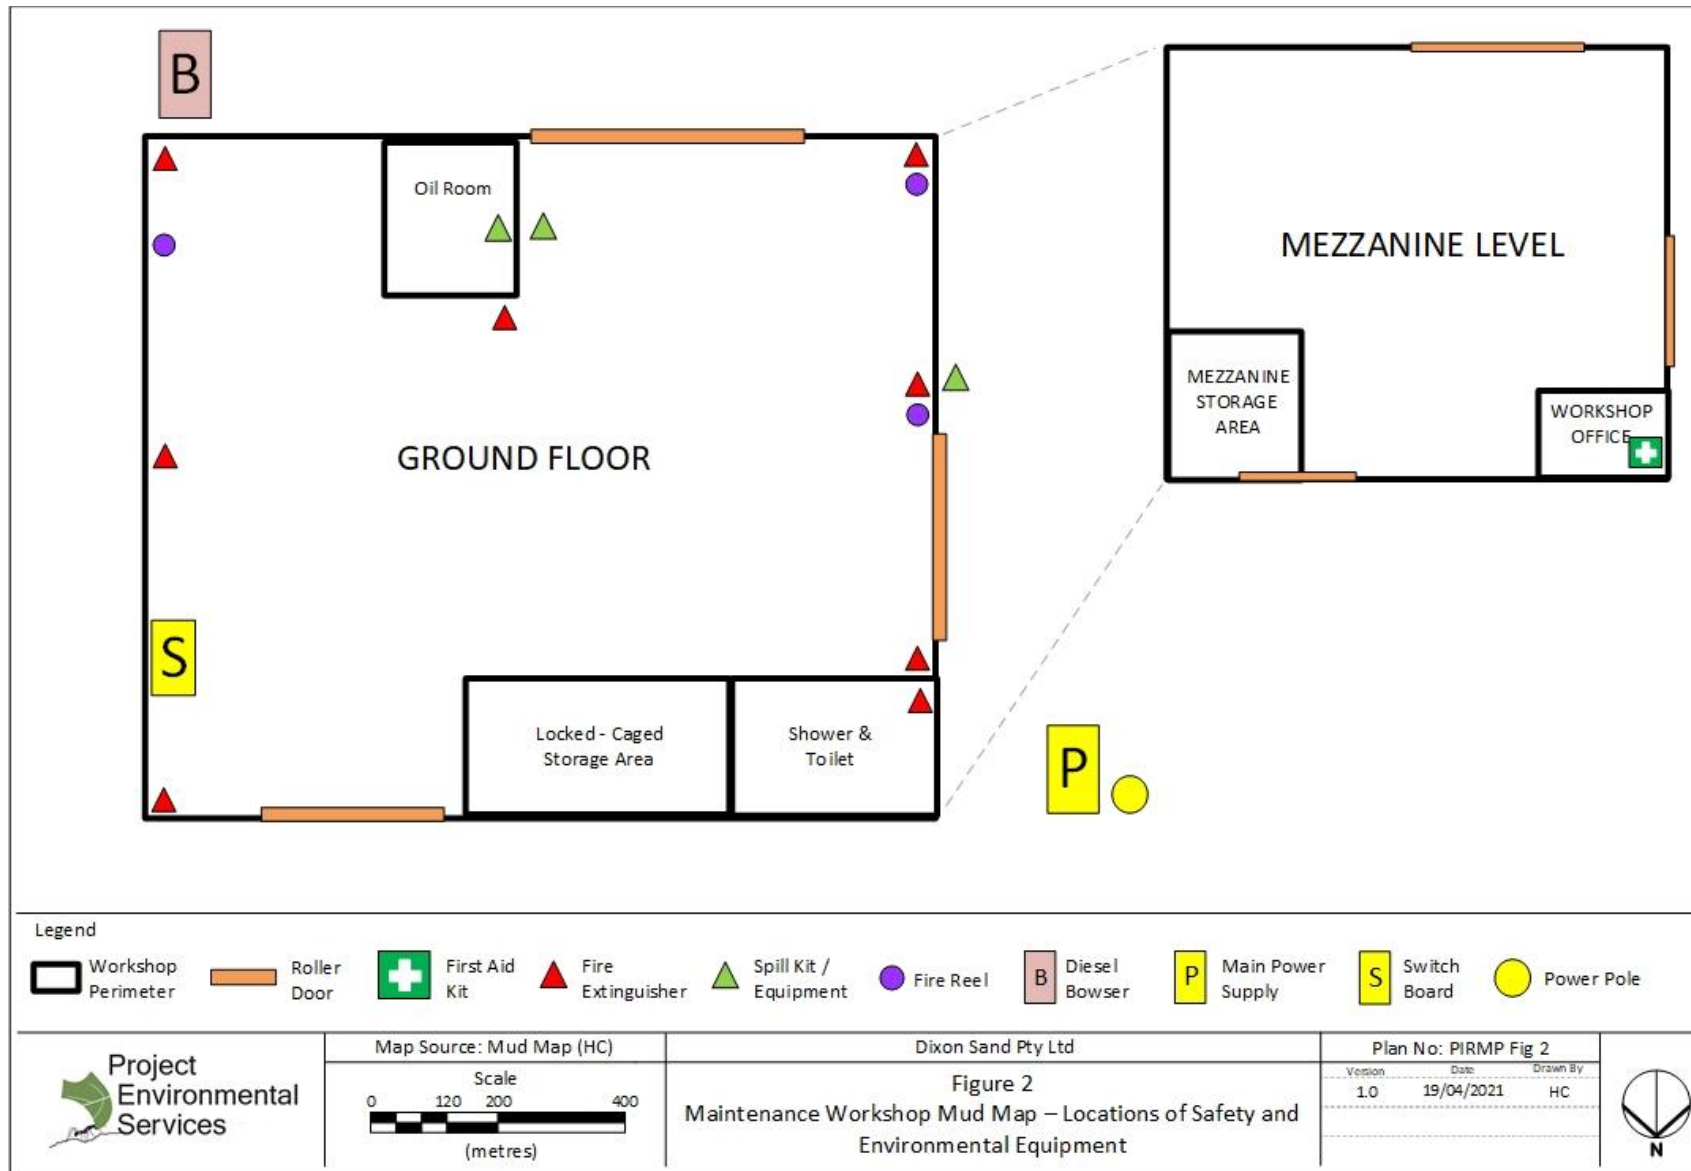 B
Oil Room
GROUND FLOOR
S
Locked - Caged
Storage Area
Shower &
Toilet
P
MEZZANINE LEVEL
MEZZANINE
STORAGE
AREA
WORKSHOP
OFFICE
Legend
Workshop
Perimeter
Roller
Door
First Aid
Kit
Fire
Extinguisher
Spill Kit /
Equipment
Fire Reel
B
Diesel
Bowser
P
Main Power
Supply
S
Switch
Board
Power Pole
Project
Environmental
Services
Map Source: Mud Map (HC)
Scale
0 120 200 400
(metres)
Dixon Sand Pty Ltd
Figure 2
Maintenance Workshop Mud Map – Locations of Safety and
Environmental Equipment
Plan No: PIRMP Fig 2
Version Date Drawn By
1.0 19/04/2021 HC
N